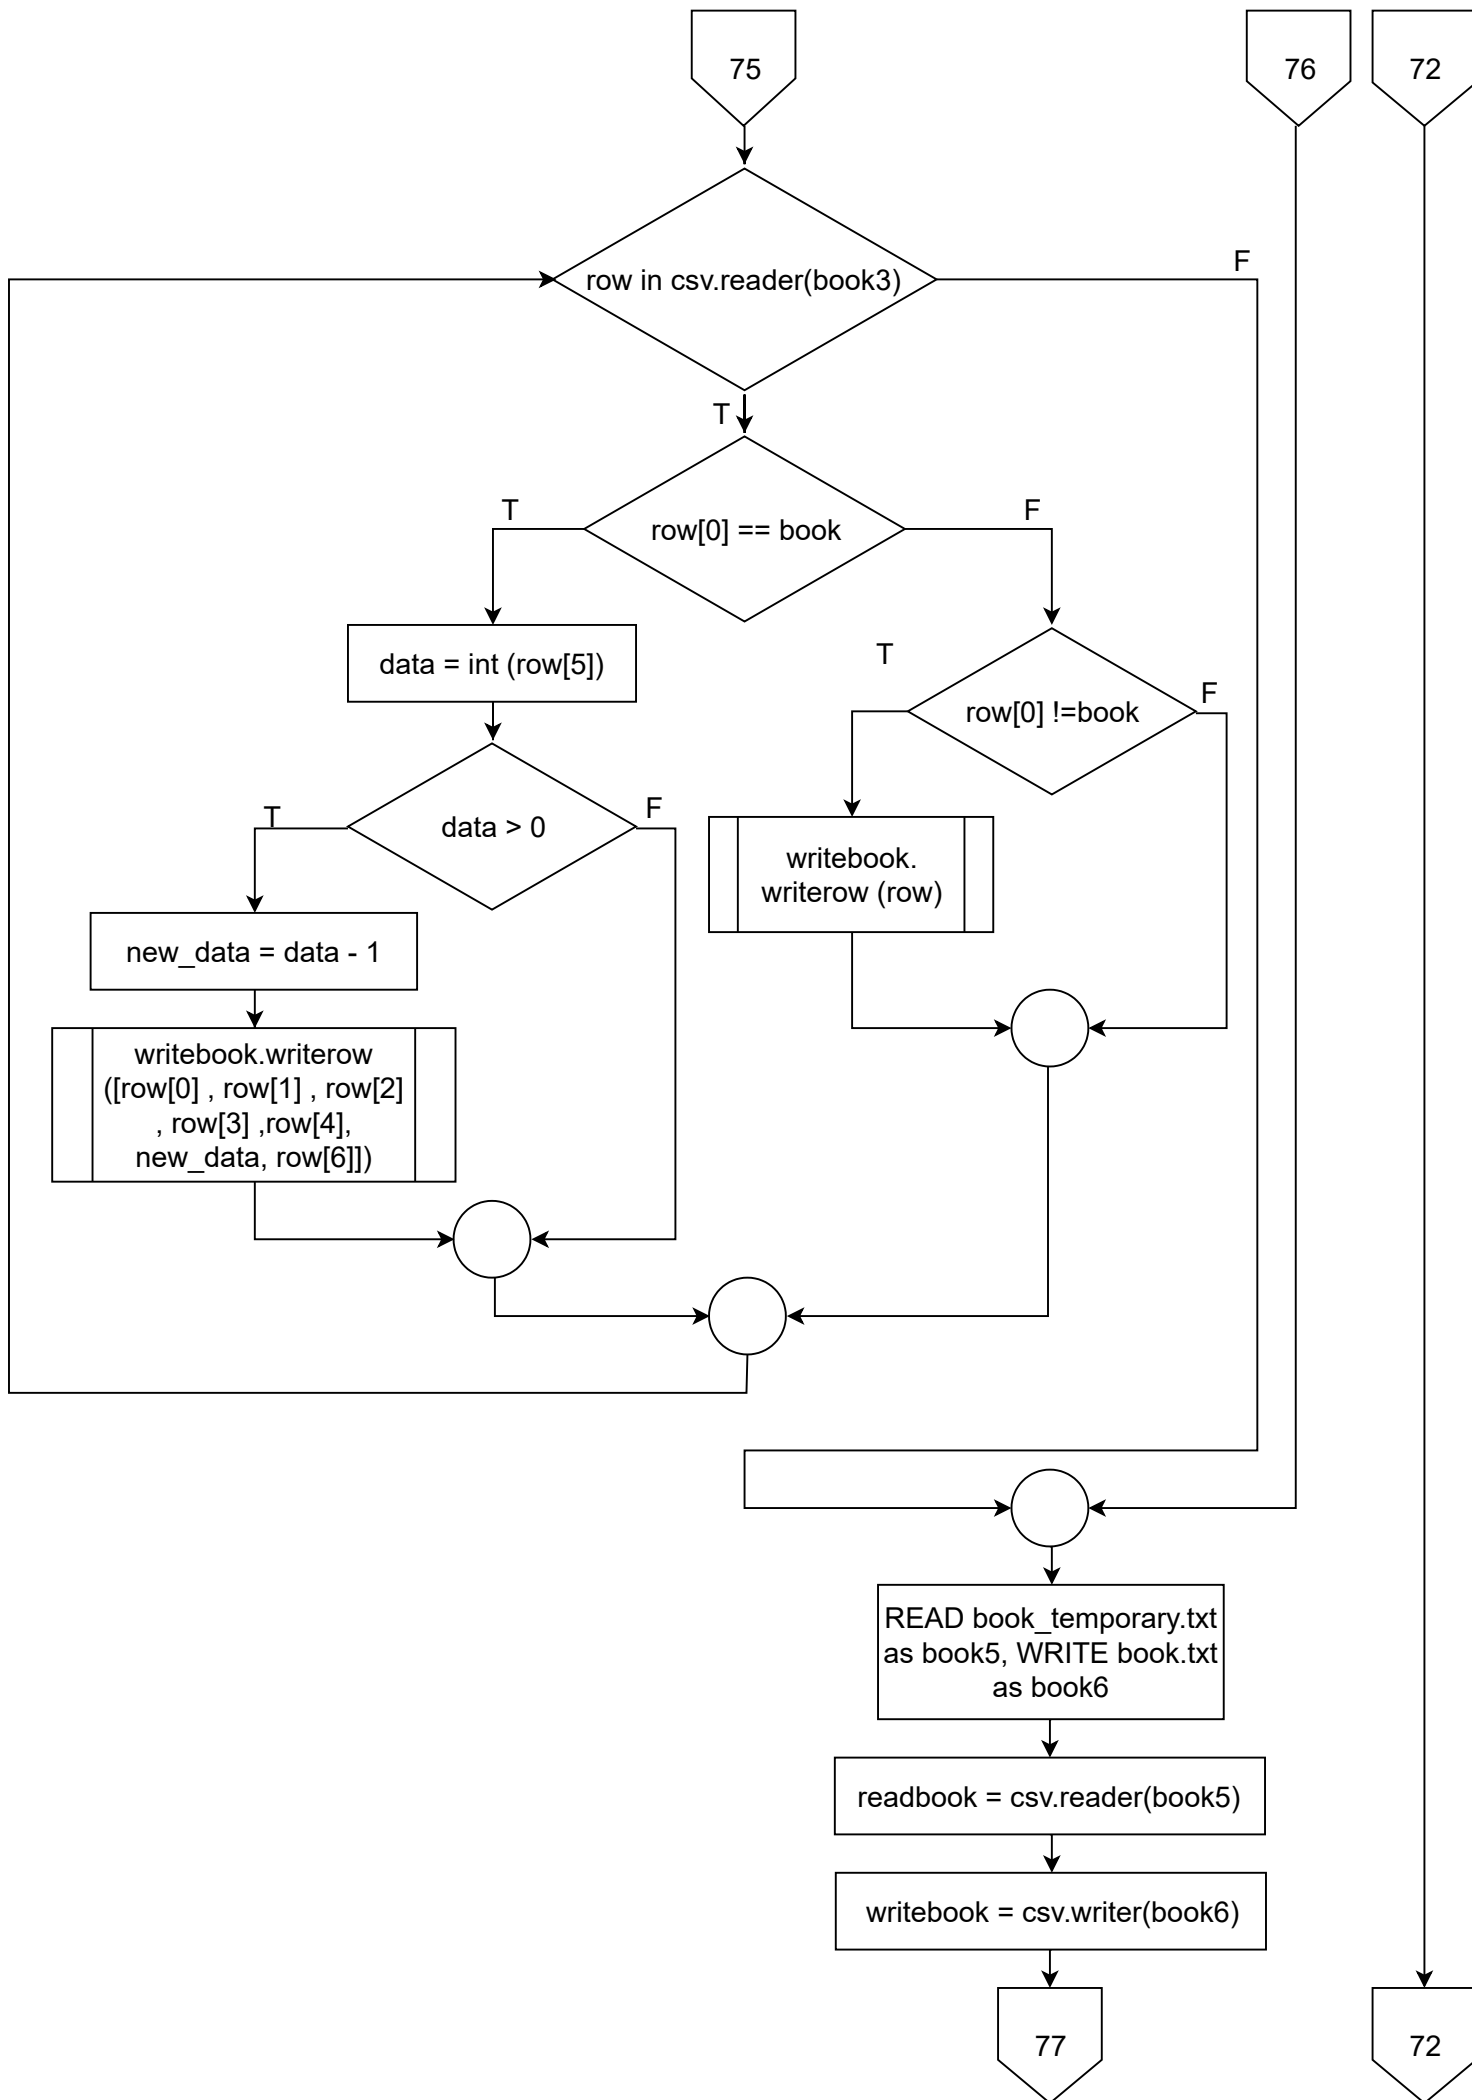 75
76
72
F
row in csv.reader(book3)
T
T
F
row[0] == book
T
data = int (row[5])
F
row[0] !=book
T
F
data > 0
writebook.
writerow (row)
new_data = data - 1
writebook.writerow
([row[0] , row[1] , row[2]
, row[3] ,row[4],
new_data, row[6]])
READ book_temporary.txt
as book5, WRITE book.txt
as book6
readbook = csv.reader(book5)
writebook = csv.writer(book6)
77
72